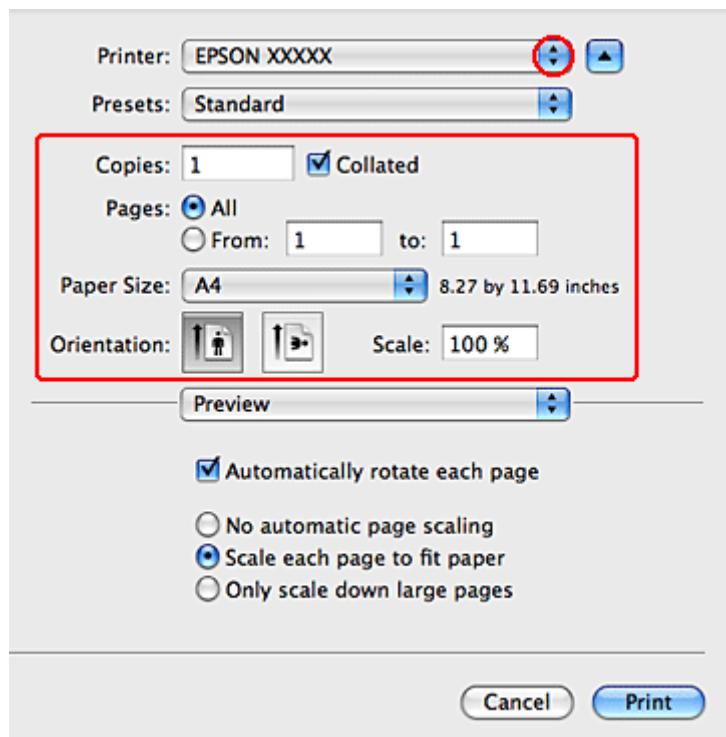 Printer: EPSON XXXXX
Presets: Standard
Copies: 1 Collated
Pages: All
From: 1 to: 1
Paper Size: A4 8.27 by 11.69 inches
Orientation: Scale: 100 %
Preview
Automatically rotate each page
No automatic page scaling
Scale each page to fit paper
Only scale down large pages
Cancel Print